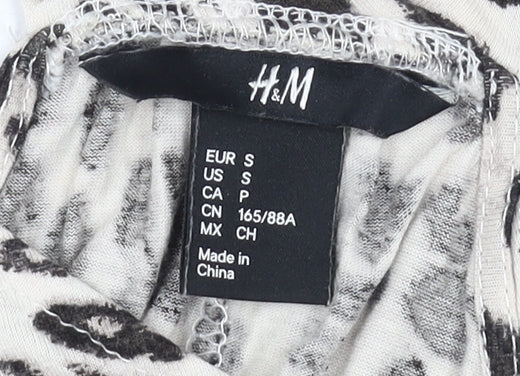 H&M
EUR S
US S
CA P
CN 165/88A
MX CH
Made in
China